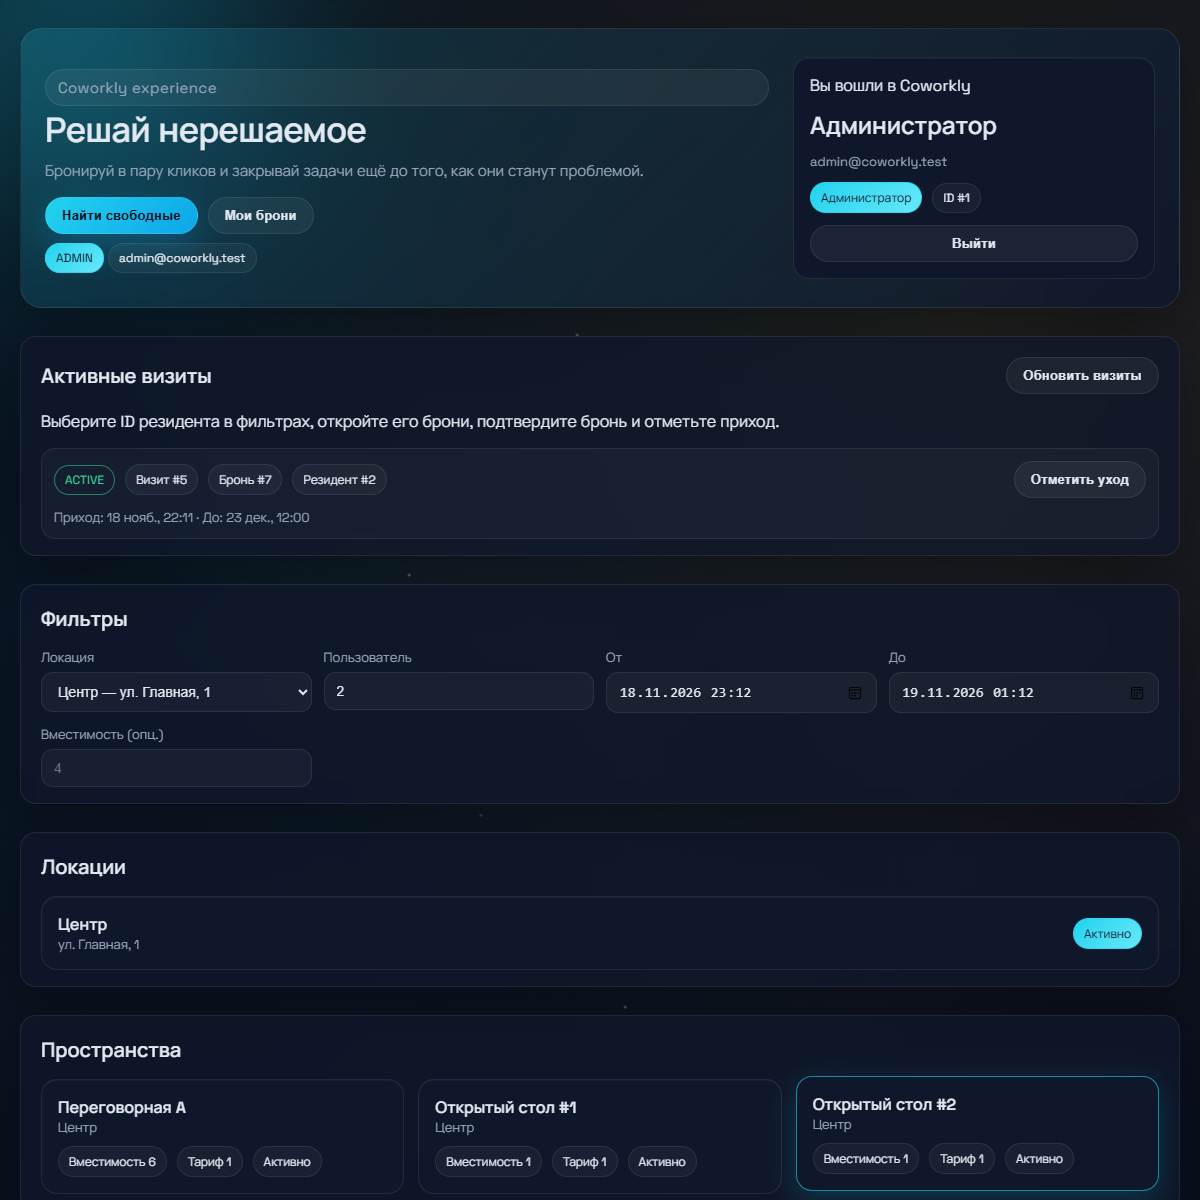 Coworkly experience
Решай нерешаемое
Бронируй в пару кликов и закрывай задачи ещё до того, как они станут проблемой.
Найти свободные
Мои брони
ADMIN
admin@coworkly.test
Вы вошли в Coworkly
Администратор
admin@coworkly.test
Администратор
ID #1
Выйти
Активные визиты
Обновить визиты
Выберите ID резидента в фильтрах, откройте его брони, подтвердите бронь и отметьте приход.
ACTIVE
Визит #5
Бронь #7
Резидент #2
Отметить уход
Приход: 18 нояб., 22:11 · До: 23 дек., 12:00
Фильтры
Локация
Пользователь
От
До
Центр — ул. Главная, 1
2
18.11.2026 23:12
19.11.2026 01:12
Вместимость (опц.)
4
Локации
Центр
ул. Главная, 1
Активно
Пространства
Переговорная А
Центр
Вместимость 6
Тариф 1
Активно
Открытый стол #1
Центр
Вместимость 1
Тариф 1
Активно
Открытый стол #2
Центр
Вместимость 1
Тариф 1
Активно